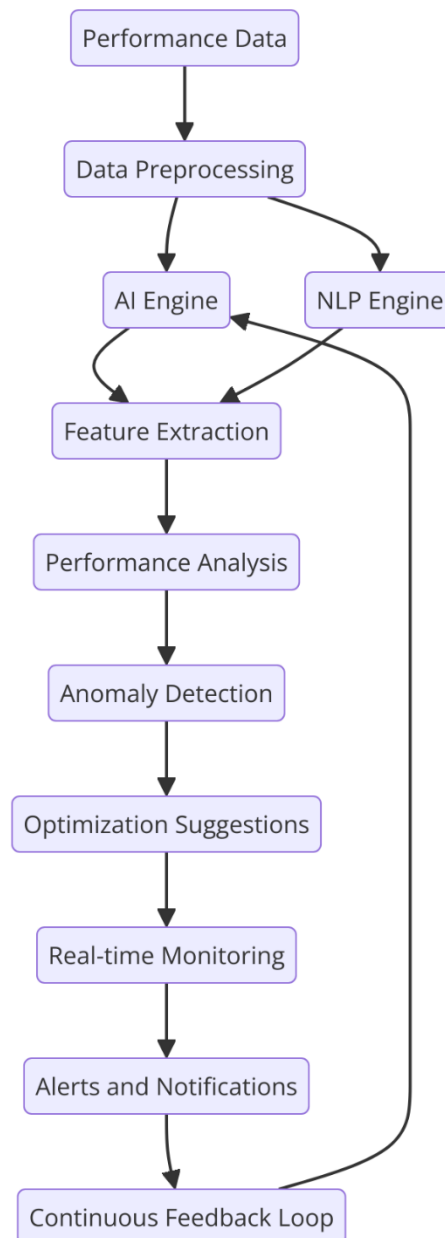 Performance Data
Data Preprocessing
AI Engine
NLP Engine
Feature Extraction
Performance Analysis
Anomaly Detection
Optimization Suggestions
Real-time Monitoring
Alerts and Notifications
Continuous Feedback Loop